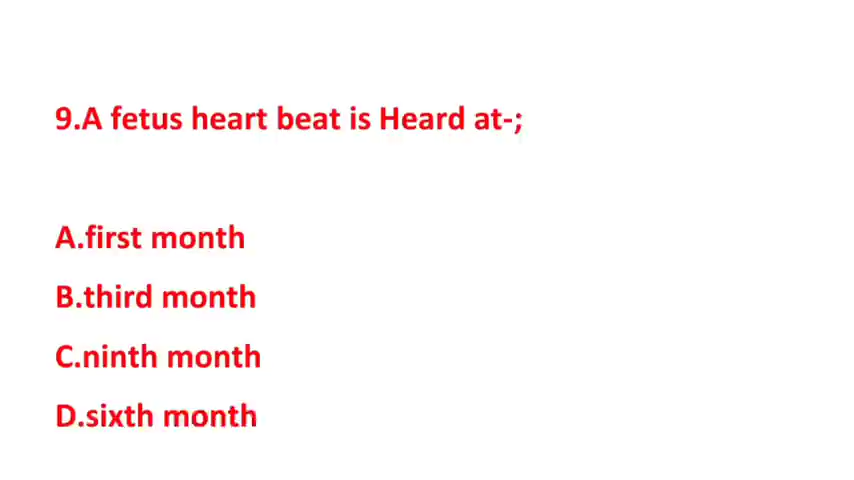 9.A fetus heart beat is Heard at-;
A.first month
B.third month
C.ninth month
D.sixth month